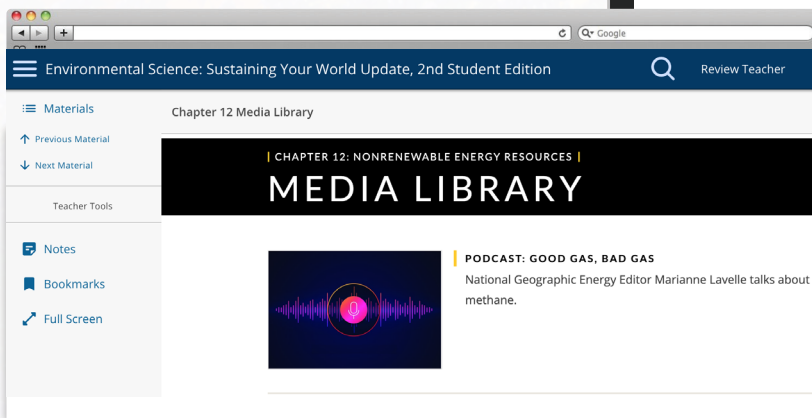 Google
Environmental Science: Sustaining Your World Update, 2nd Student Edition
Review Teacher
Materials
Chapter 12 Media Library
Previous Material
Next Material
Teacher Tools
Notes
Bookmarks
Full Screen
| CHAPTER 12: NONRENEWABLE ENERGY RESOURCES |
MEDIA LIBRARY
PODCAST: GOOD GAS, BAD GAS
National Geographic Energy Editor Marianne Lavelle talks about
methane.